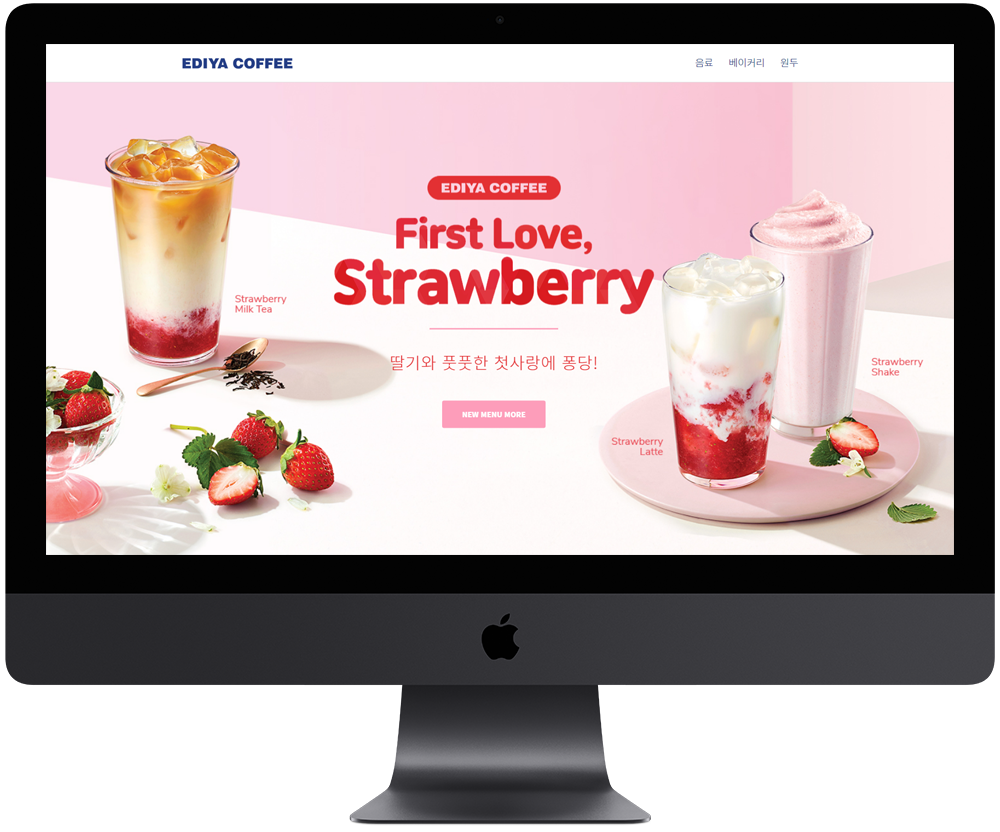 EDIYA COFFEE
음료 베이커리 원두
EDIYA COFFEE
First Love,
Strawberry
딸기와 풋풋한 첫사랑에 퐁당!
NEW MENU MORE
Strawberry
Milk Tea
Strawberry
Shake
Strawberry
Latte